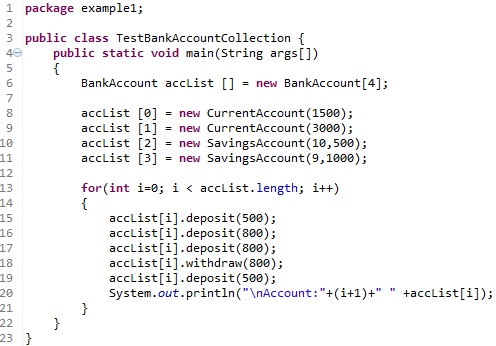 1 package example1;
2
3 public class TestBankAccountCollection {
4 public static void main(String args[])
5 {
6 BankAccount accList [] = new BankAccount[4];
7
8 accList [0] = new CurrentAccount(1500);
9 accList [1] = new CurrentAccount(3000);
10 accList [2] = new SavingsAccount(10,500);
11 accList [3] = new SavingsAccount(9,1000);
12
13 for(int i=0; i < accList.length; i++)
14 {
15 accList[i].deposit(500);
16 accList[i].deposit(800);
17 accList[i].deposit(800);
18 accList[i].withdraw(800);
19 accList[i].deposit(500);
20 System.out.println("\nAccount:"+(i+1)+" " +accList[i]);
21 }
22 }
23 }